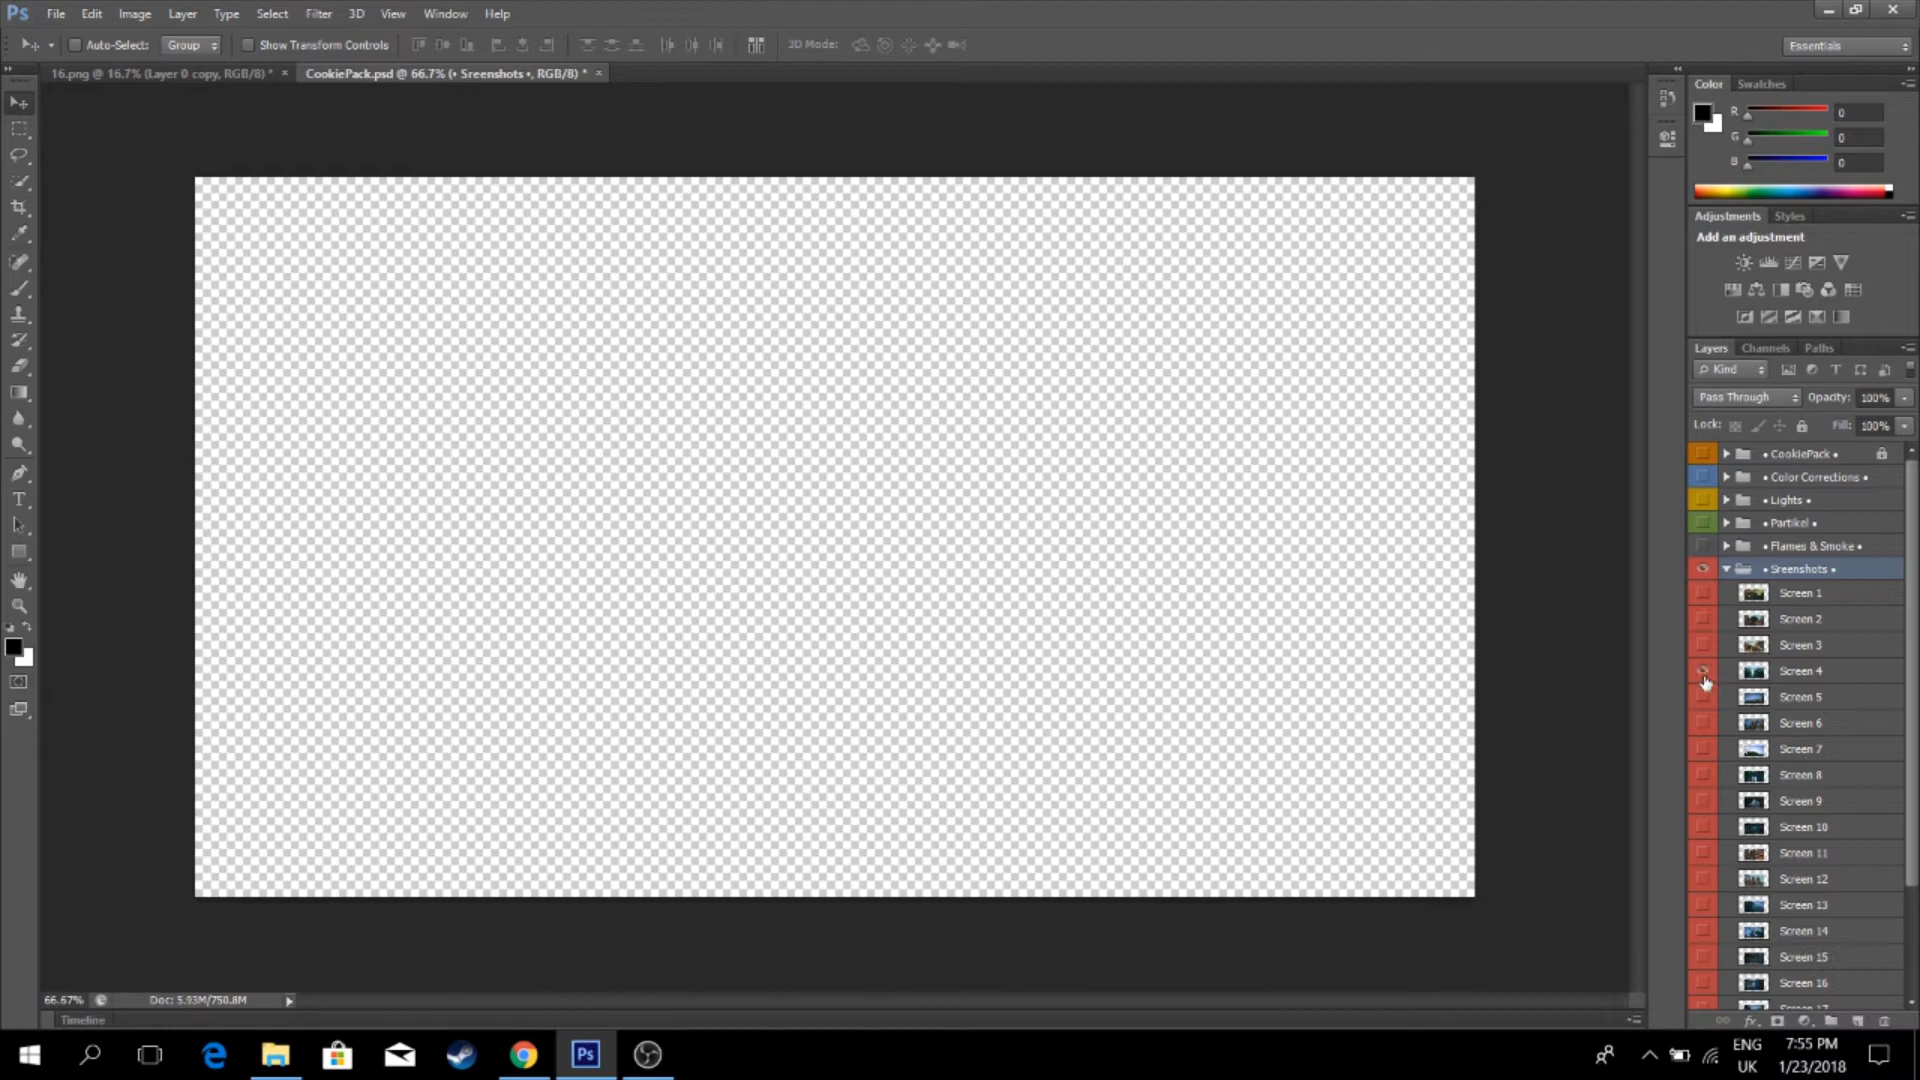 Ps File Edit Image Layer Type Select Filter 3D View Window Help
Auto-Select: Group Show Transform Controls 3D Mode: Essentials
16.png @ 16.7% (Layer 0 copy, RGB/8) * × CookiePack.psd @ 66.7% (• Sreenshots •, RGB/8) * ×
Color Swatches
R 0
G 0
B 0
Adjustments Styles
Add an adjustment
Layers Channels Paths
Kind
Pass Through Opacity: 100%
Lock: Fill: 100%
• CookiePack •
• Color Corrections •
• Lights •
• Partikel •
• Flames & Smoke •
• Sreenshots •
Screen 1
Screen 2
Screen 3
Screen 4
Screen 5
Screen 6
Screen 7
Screen 8
Screen 9
Screen 10
Screen 11
Screen 12
Screen 13
Screen 14
Screen 15
Screen 16
Screen 17
66.67% Doc: 5.93M/750.8M
Timeline
Ps
ENG
UK
7:55 PM
1/23/2018